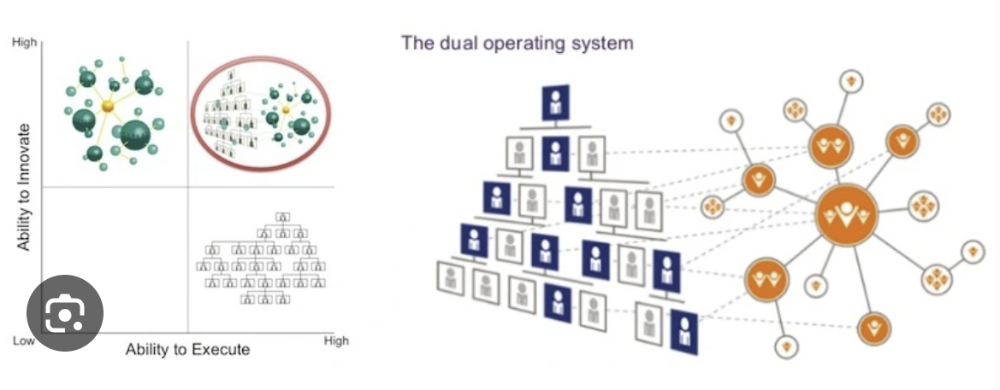 High
Ability to Innovate
Low
Ability to Execute
High
The dual operating system